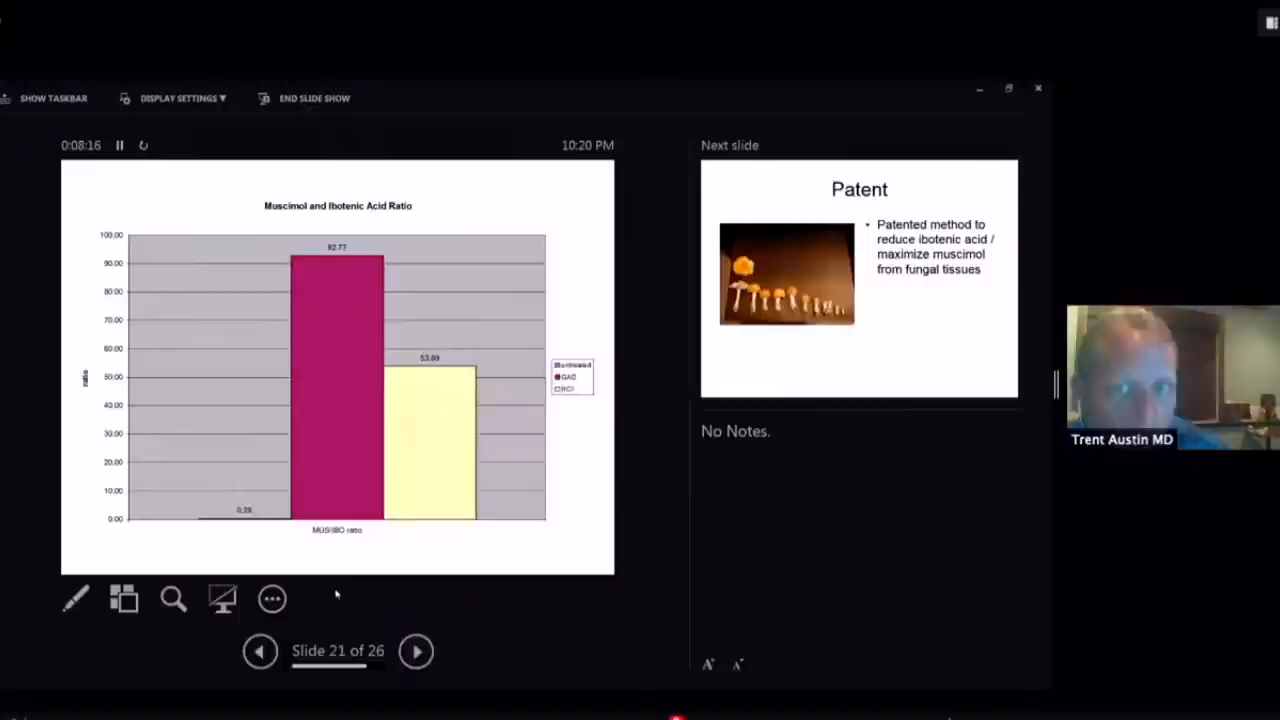 SHOW TASKBAR
DISPLAY SETTINGS ▼
END SLIDE SHOW
0:08:16
10:20 PM
Muscimol and Ibotenic Acid Ratio
100.00
90.00
80.00
70.00
60.00
50.00
40.00
30.00
20.00
10.00
0.00
ratio
92.77
untreated
GAD
MUS/IBO ratio
Slide 21 of 26
Next slide
Patent
• Patented method to
reduce ibotenic acid /
maximize muscimol
from fungal tissues
No Notes.
A
A
Trent Austin MD